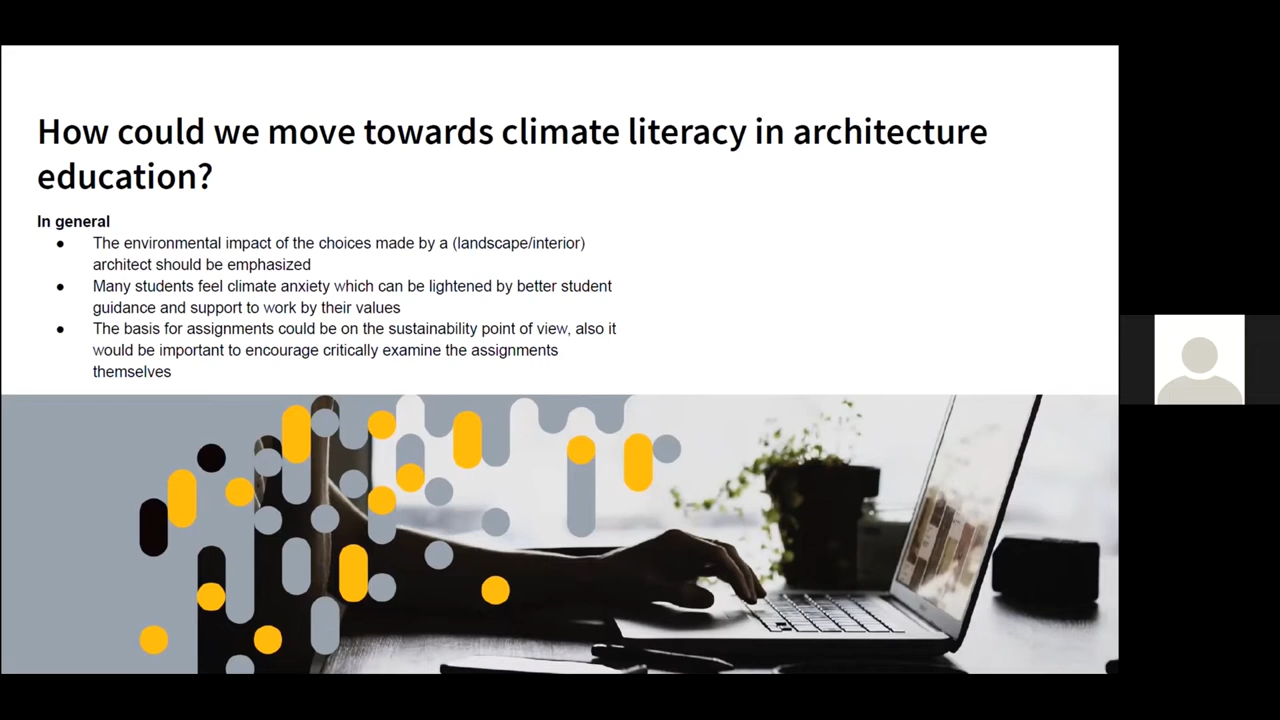 How could we move towards climate literacy in architecture
education?
In general
● The environmental impact of the choices made by a (landscape/interior)
architect should be emphasized
● Many students feel climate anxiety which can be lightened by better student
guidance and support to work by their values
● The basis for assignments could be on the sustainability point of view, also it
would be important to encourage critically examine the assignments
themselves